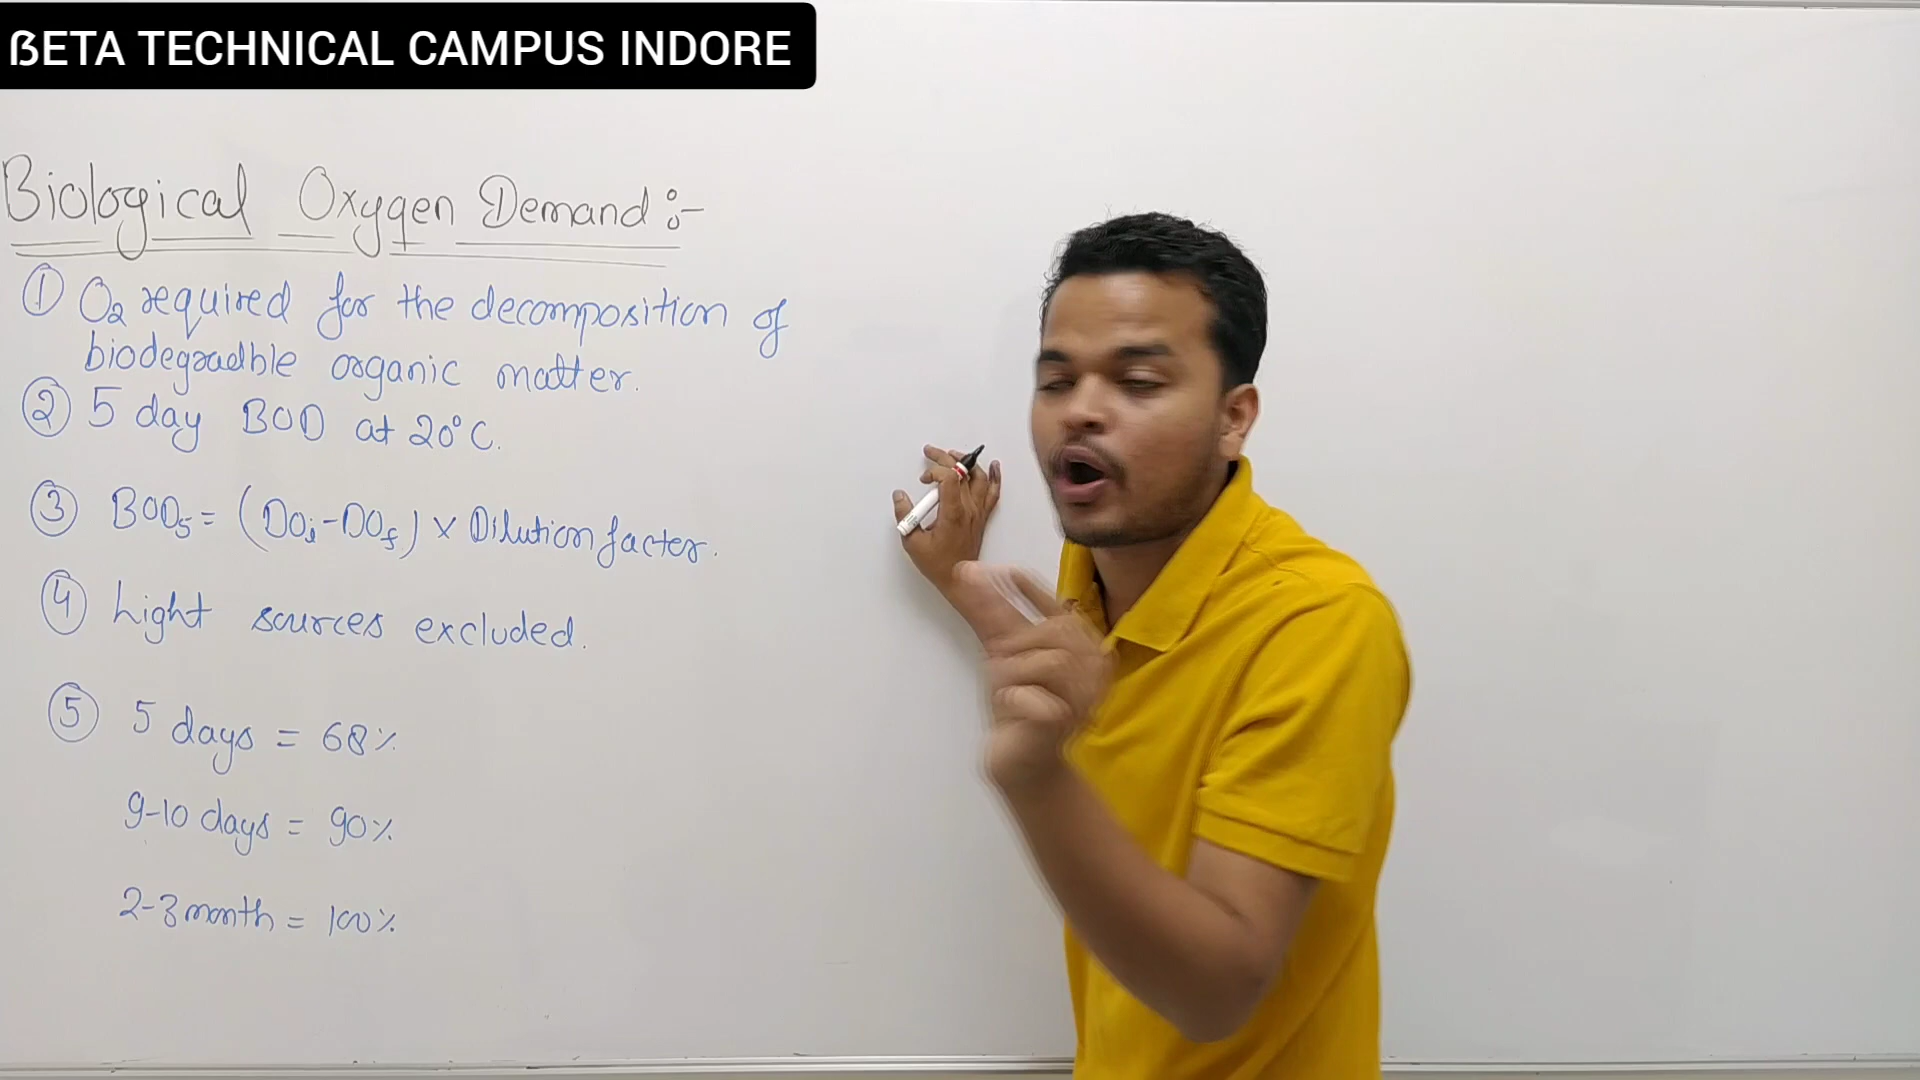 ẞETA TECHNICAL CAMPUS INDORE
Biological Oxygen Demand :-
① O₂ required for the decomposition of
biodegradble organic matter.
② 5 day BOD at 20°C.
③ BOD₅ = (DOi - DOf) × Dilution factor.
④ Light sources excluded.
⑤ 5 days = 68%
9-10 days = 90%
2-3 month = 100%